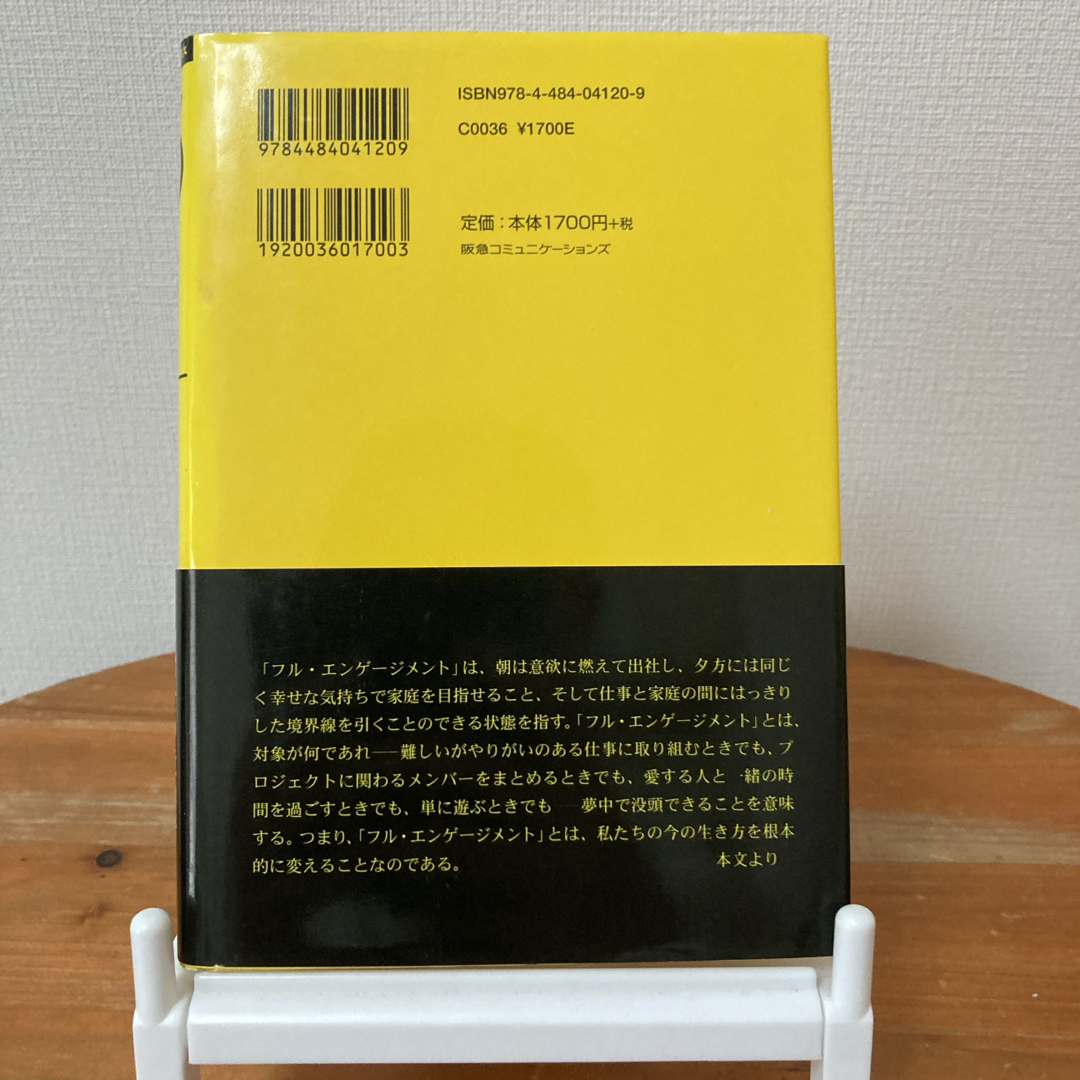 ISBN978-4-484-04120-9
C0036 ¥1700E
9784484041209
1920036017003
定価：本体1700円+税
阪急コミュニケーションズ
「フル・エンゲージメント」は、朝は意欲に燃えて出社し、夕方には同じ
く幸せな気持ちで家庭を目指せること、そして仕事と家庭の間にはっきり
した境界線を引くことのできる状態を指す。「フル・エンゲージメント」とは、
対象が何であれ──難しいがやりがいのある仕事に取り組むときでも、プ
ロジェクトに関わるメンバーをまとめるときでも、愛する人と一緒の時
間を過ごすときでも、単に遊ぶときでも──夢中で没頭できることを意味
する。つまり、「フル・エンゲージメント」とは、私たちの今の生き方を根本
的に変えることなのである。
本文より